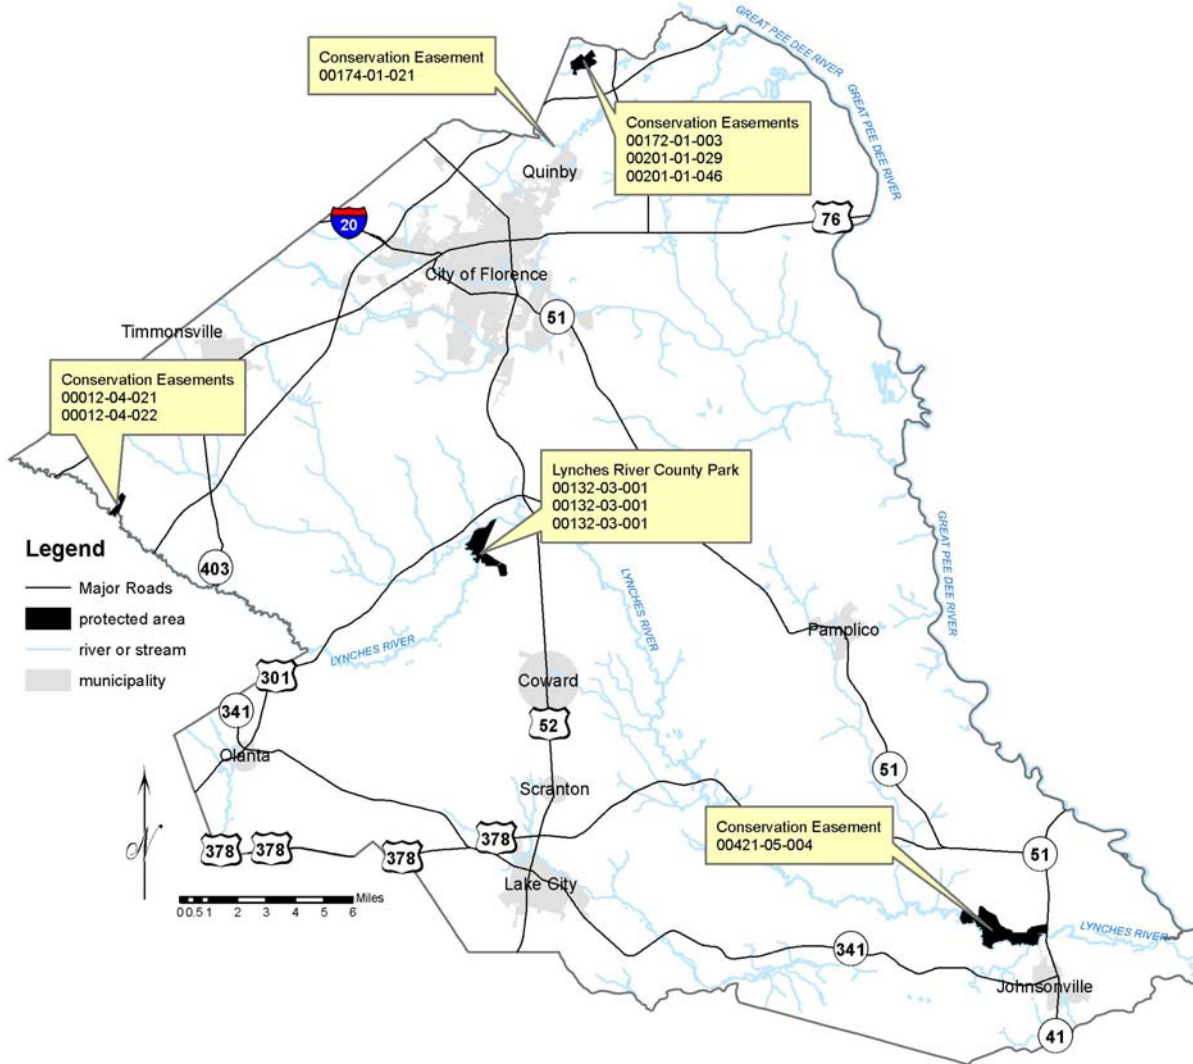 GREAT PEE DEE RIVER
Conservation Easement
00174-01-021
GREAT PEE DEE RIVER
Conservation Easements
00172-01-003
00201-01-029
00201-01-046
Quinby
76
20
City of Florence
51
Timmonsville
Conservation Easements
00012-04-021
00012-04-022
Lynches River County Park
00132-03-001
00132-03-001
00132-03-001
GREAT PEE DEE RIVER
Legend
Major Roads
protected area
river or stream
municipality
403
LYNCHES RIVER
LYNCHES RIVER
Pamplico
301
Coward
341
52
Olanta
51
Scranton
N
Conservation Easement
00421-05-004
378
378
378
378
51
Lake City
0 0.5 1 2 3 4 5 6 Miles
LYNCHES RIVER
341
Johnsonville
41